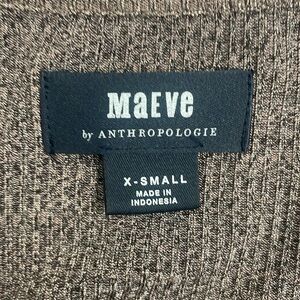 MaEve
by ANTHROPOLOGIE
X-SMALL
MADE IN
INDONESIA